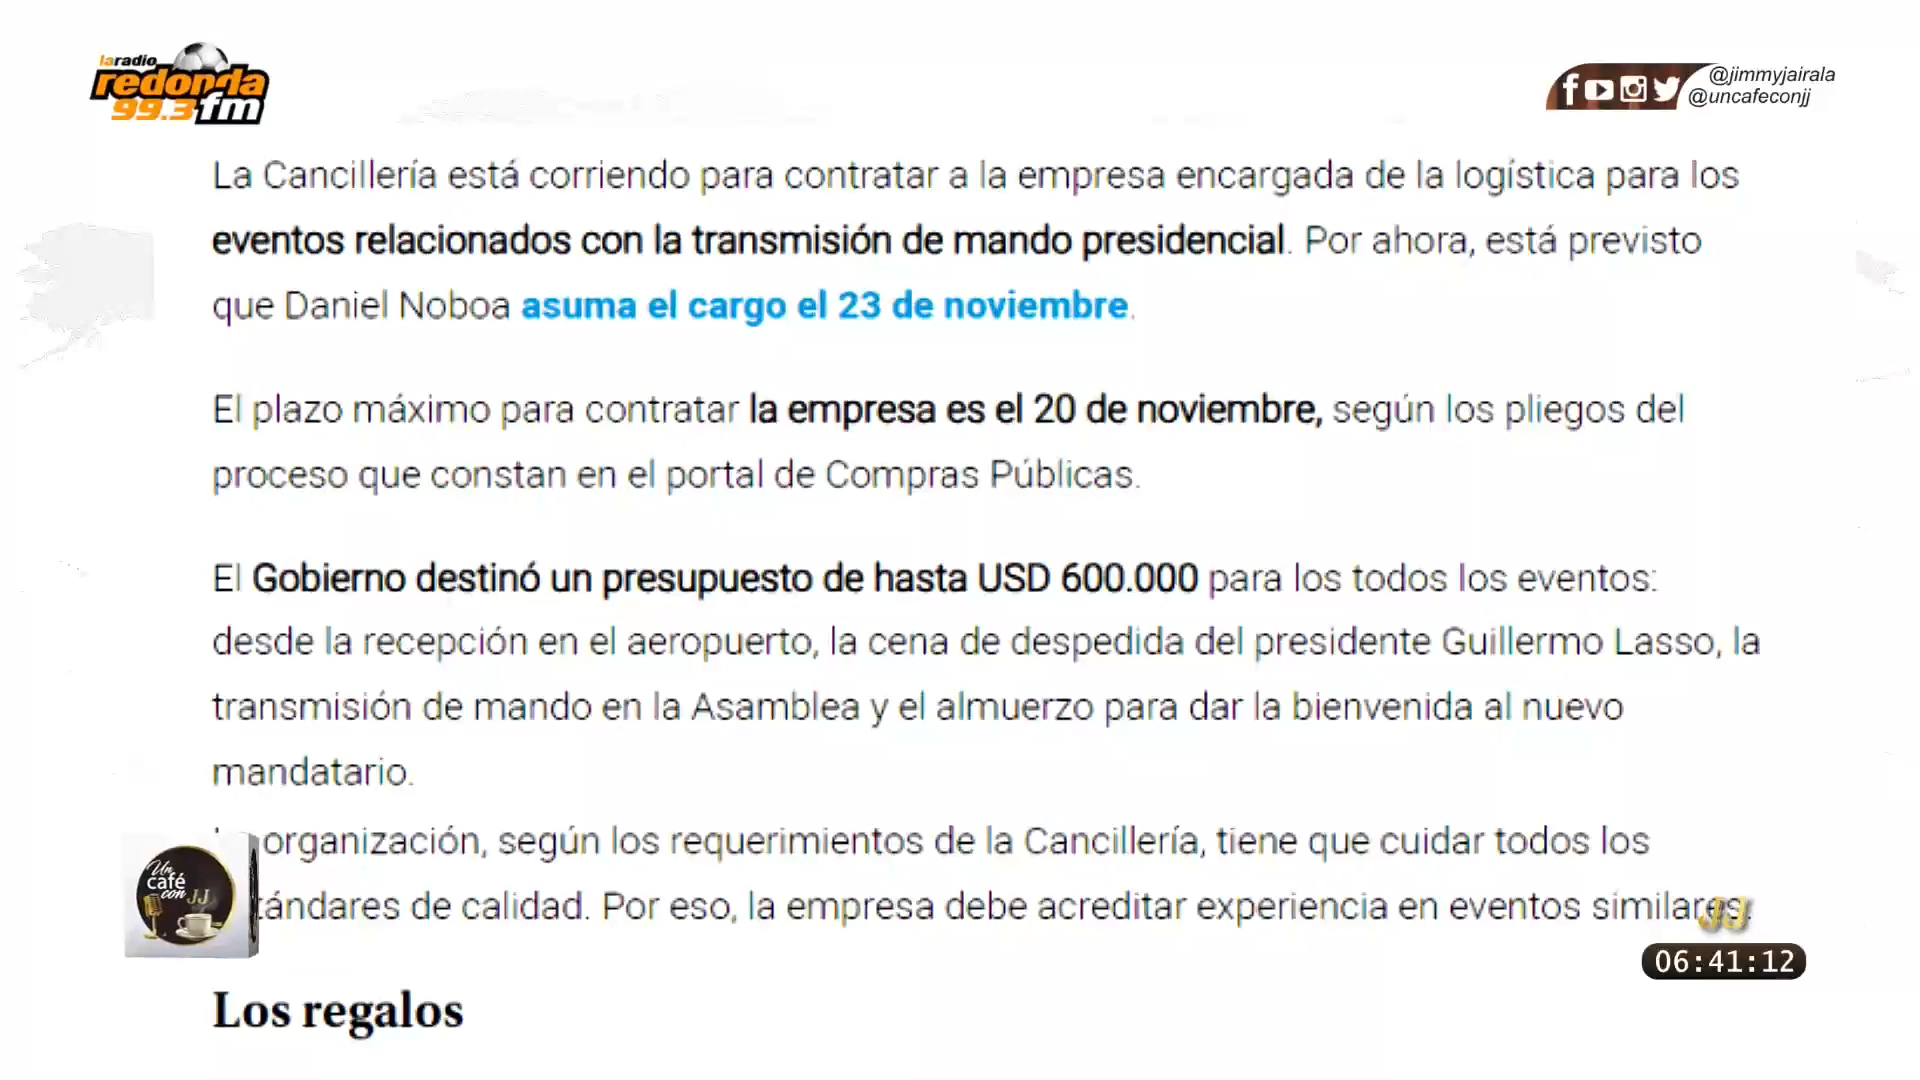 laradio
redonda
99.3fm
@jimmyjairala
@uncafeconjj
La Cancillería está corriendo para contratar a la empresa encargada de la logística para los
eventos relacionados con la transmisión de mando presidencial. Por ahora, está previsto
que Daniel Noboa asuma el cargo el 23 de noviembre.
El plazo máximo para contratar la empresa es el 20 de noviembre, según los pliegos del
proceso que constan en el portal de Compras Públicas.
El Gobierno destinó un presupuesto de hasta USD 600.000 para los todos los eventos:
desde la recepción en el aeropuerto, la cena de despedida del presidente Guillermo Lasso, la
transmisión de mando en la Asamblea y el almuerzo para dar la bienvenida al nuevo
mandatario.
organización, según los requerimientos de la Cancillería, tiene que cuidar todos los
tándares de calidad. Por eso, la empresa debe acreditar experiencia en eventos similares.
Un
café
con JJ
JJ
06:41:12
Los regalos